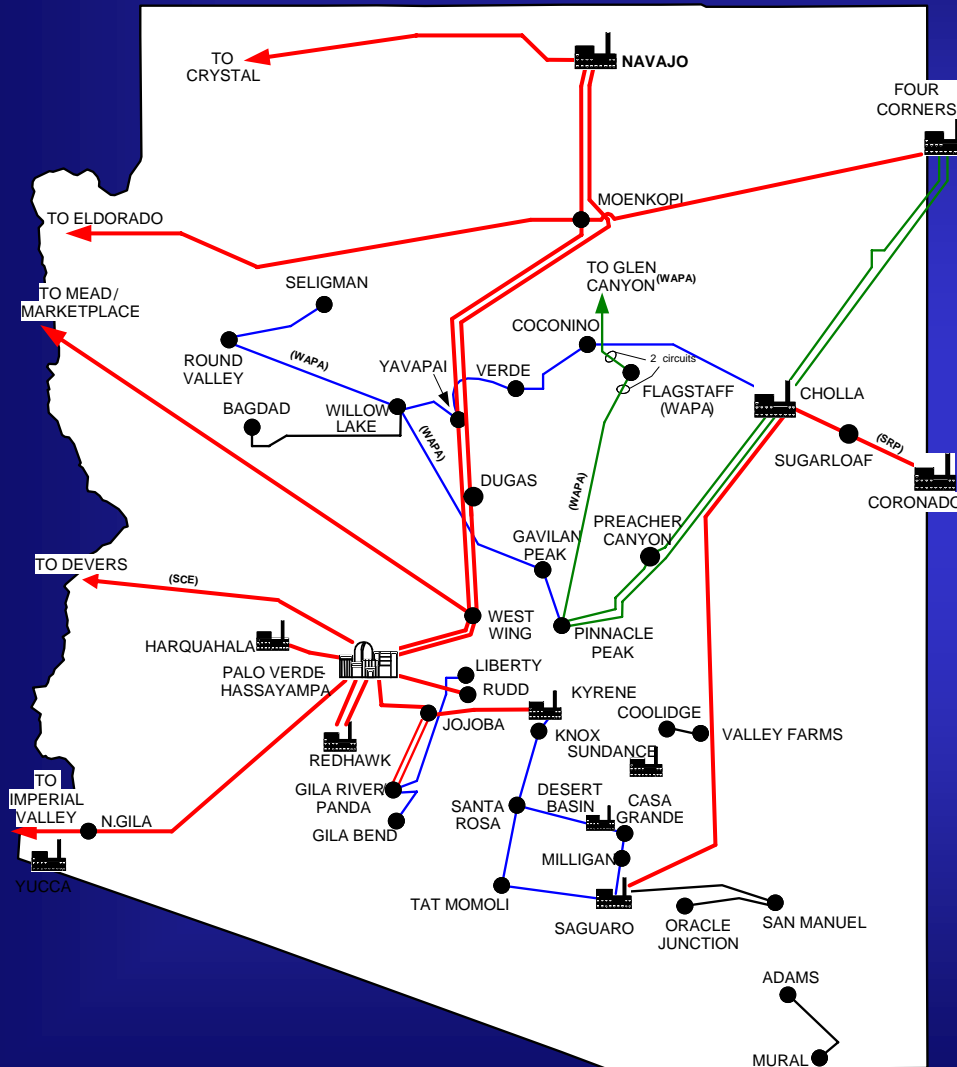 TO
CRYSTAL
NAVAJO
FOUR
CORNERS
MOENKOPI
TO ELDORADO
TO GLEN
CANYON (WAPA)
SELIGMAN
TO MEAD/
MARKETPLACE
COCONINO
2 circuits
ROUND
VALLEY
(WAPA)
YAVAPAI
VERDE
FLAGSTAFF
(WAPA)
CHOLLA
BAGDAD
WILLOW
LAKE
(WAPA)
(SRP)
SUGARLOAF
CORONADO
DUGAS
(WAPA)
PREACHER
CANYON
GAVILAN
PEAK
TO DEVERS
(SCE)
WEST
WING
PINNACLE
PEAK
HARQUAHALA
PALO VERDE-
HASSAYAMPA
LIBERTY
RUDD
KYRENE
COOLIDGE
VALLEY FARMS
JOJOBA
KNOX
SUNDANCE
REDHAWK
TO
IMPERIAL
VALLEY
N.GILA
GILA RIVER/
PANDA
GILA BEND
SANTA
ROSA
DESERT
BASIN
CASA
GRANDE
MILLIGAN
YUCCA
TAT MOMOLI
SAGUARO
ORACLE
JUNCTION
SAN MANUEL
ADAMS
MURAL